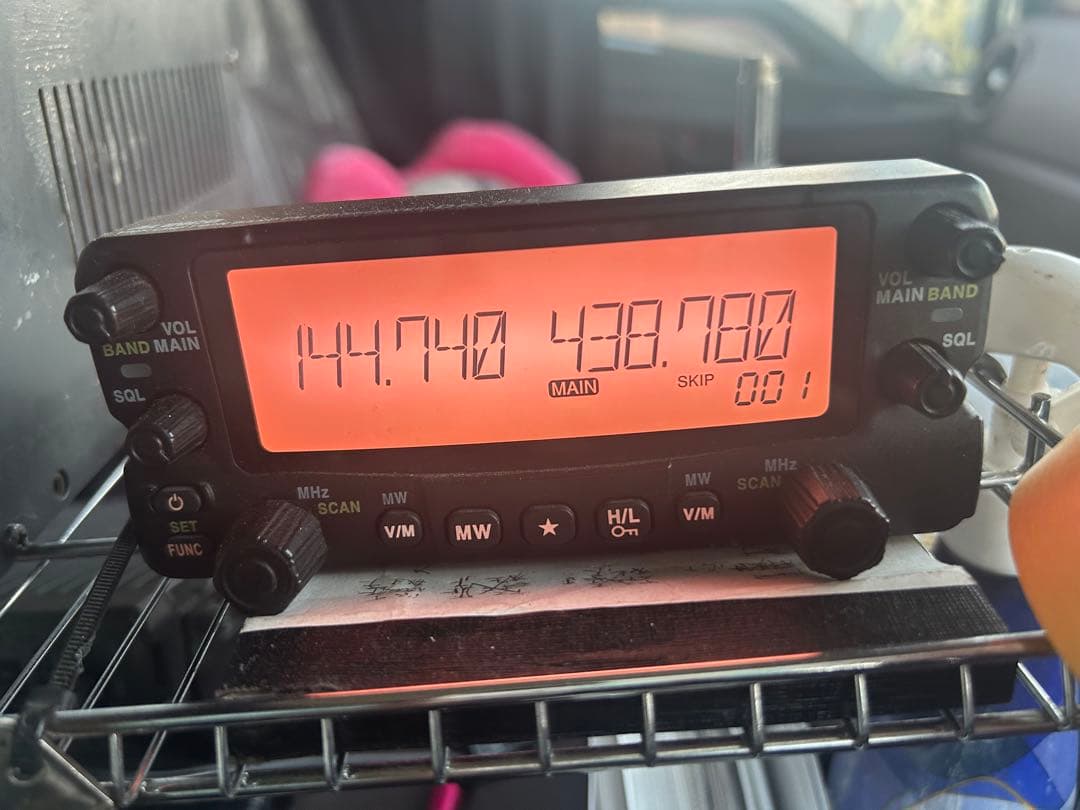 VOL
BAND MAIN
SQL
144.740 438.780
MAIN SKIP 001
VOL
MAIN BAND
SQL
SET
FUNC
MHz
SCAN
MW
V/M
MW
★
H/L
MW
V/M
MHz
SCAN